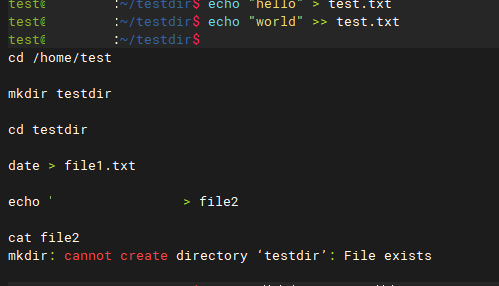 test@ :~/testdir$ echo "hello" > test.txt
test@ :~/testdir$ echo "world" >> test.txt
test@ :~/testdir$
cd /home/test
mkdir testdir
cd testdir
date > file1.txt
echo ' > file2
cat file2
mkdir: cannot create directory ‘testdir’: File exists